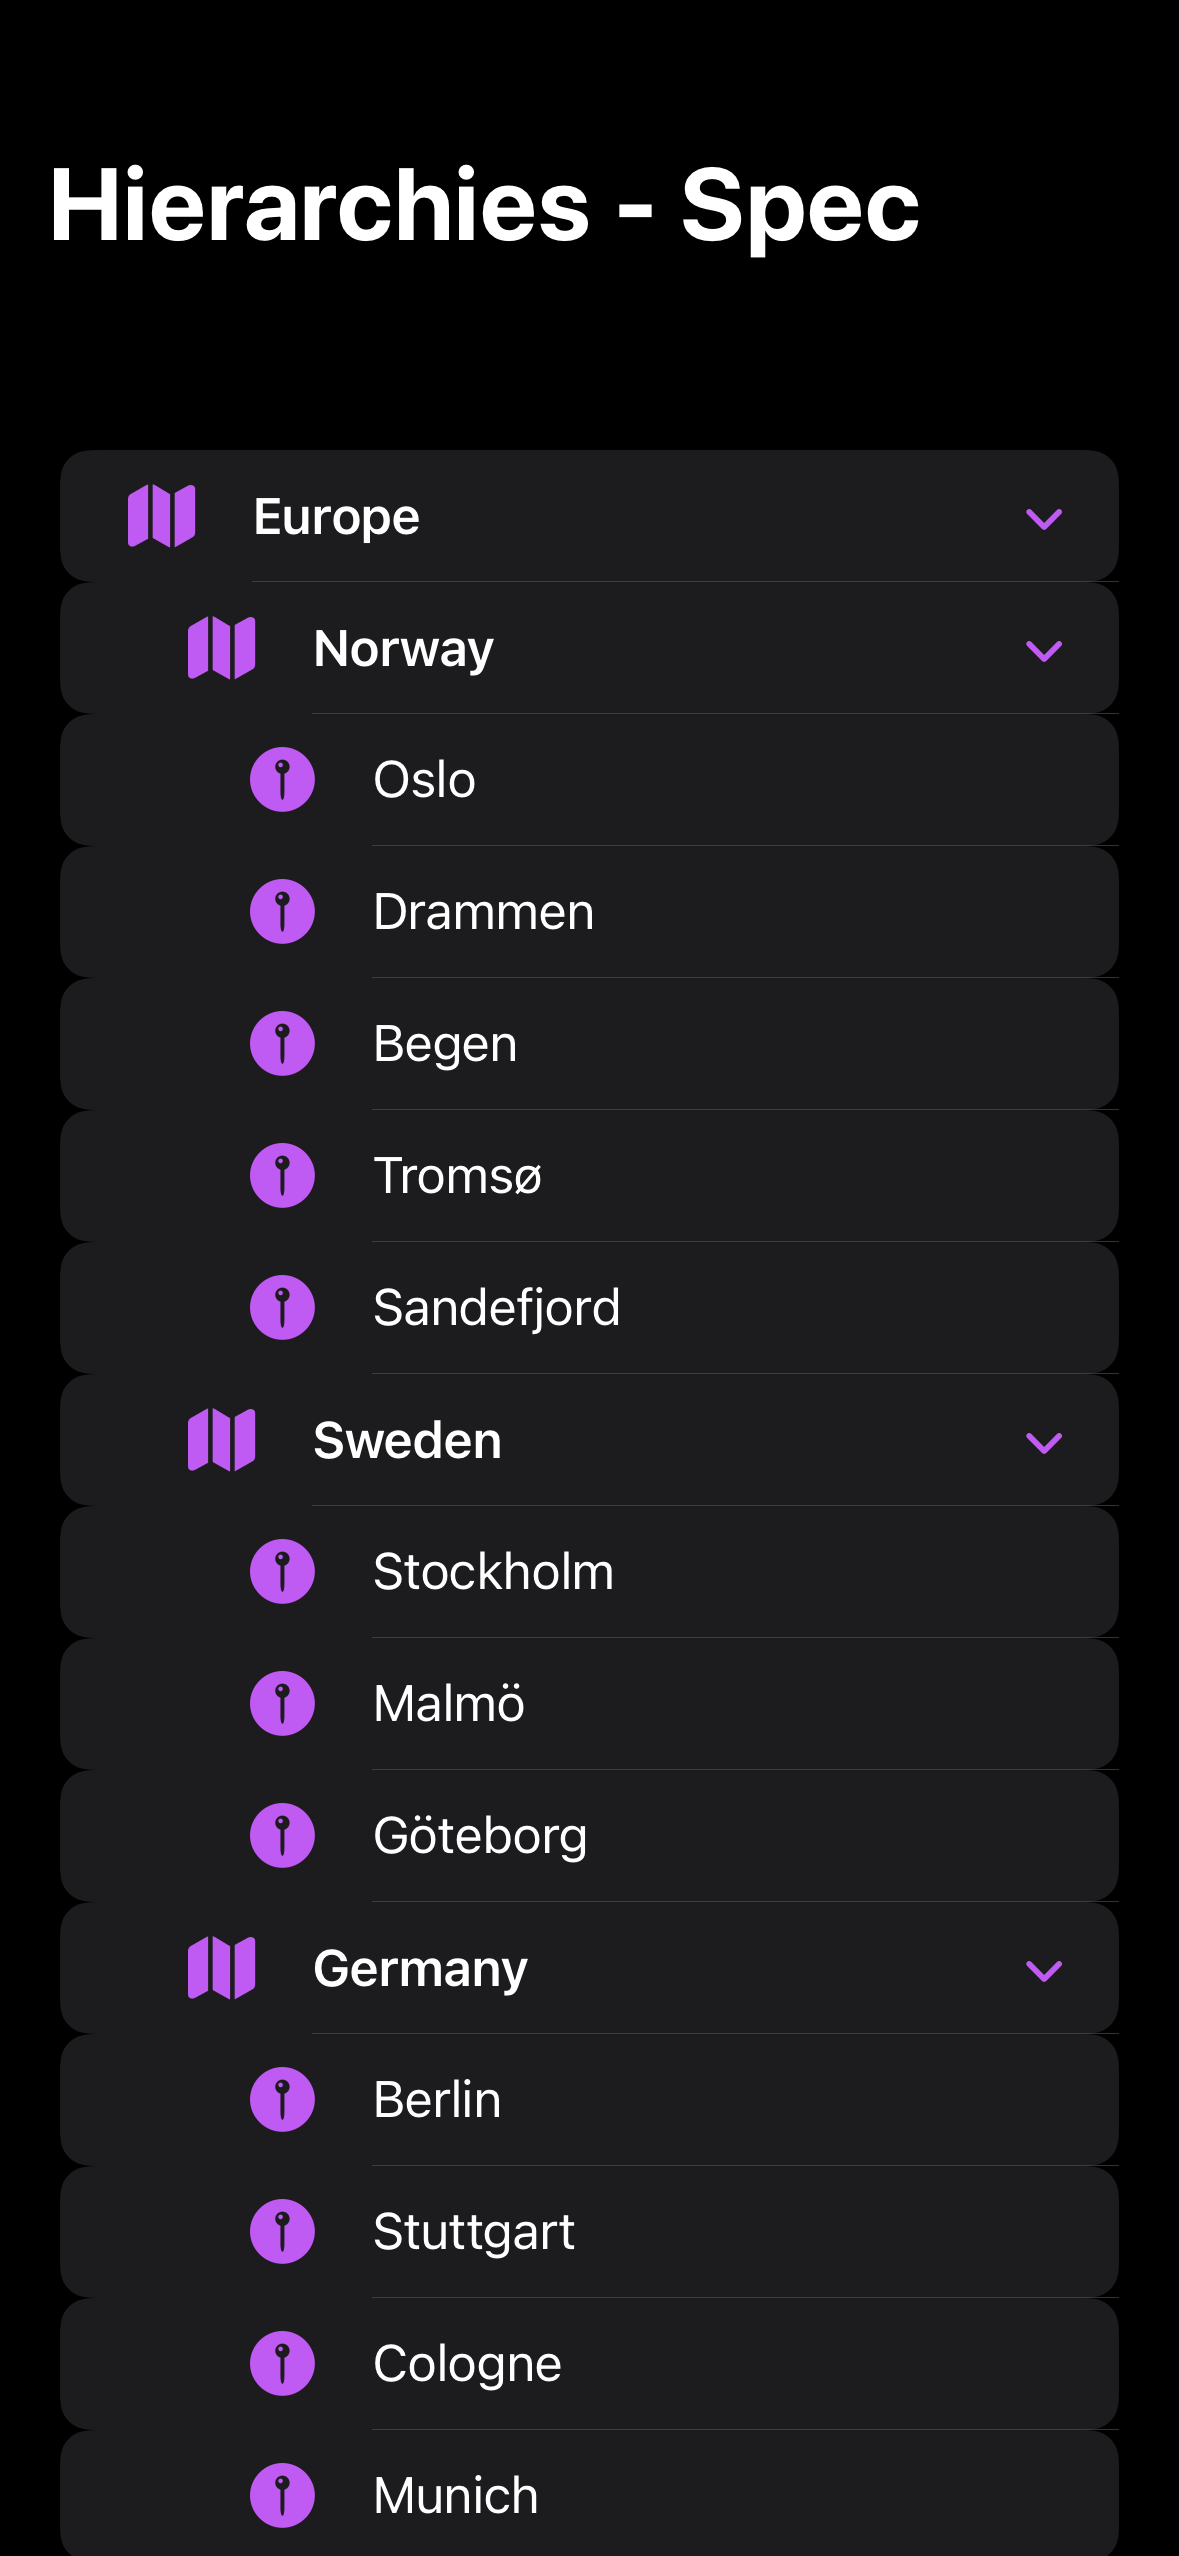 Hierarchies - Spec
Europe
Norway
Oslo
Drammen
Begen
Tromsø
Sandefjord
Sweden
Stockholm
Malmö
Göteborg
Germany
Berlin
Stuttgart
Cologne
Munich